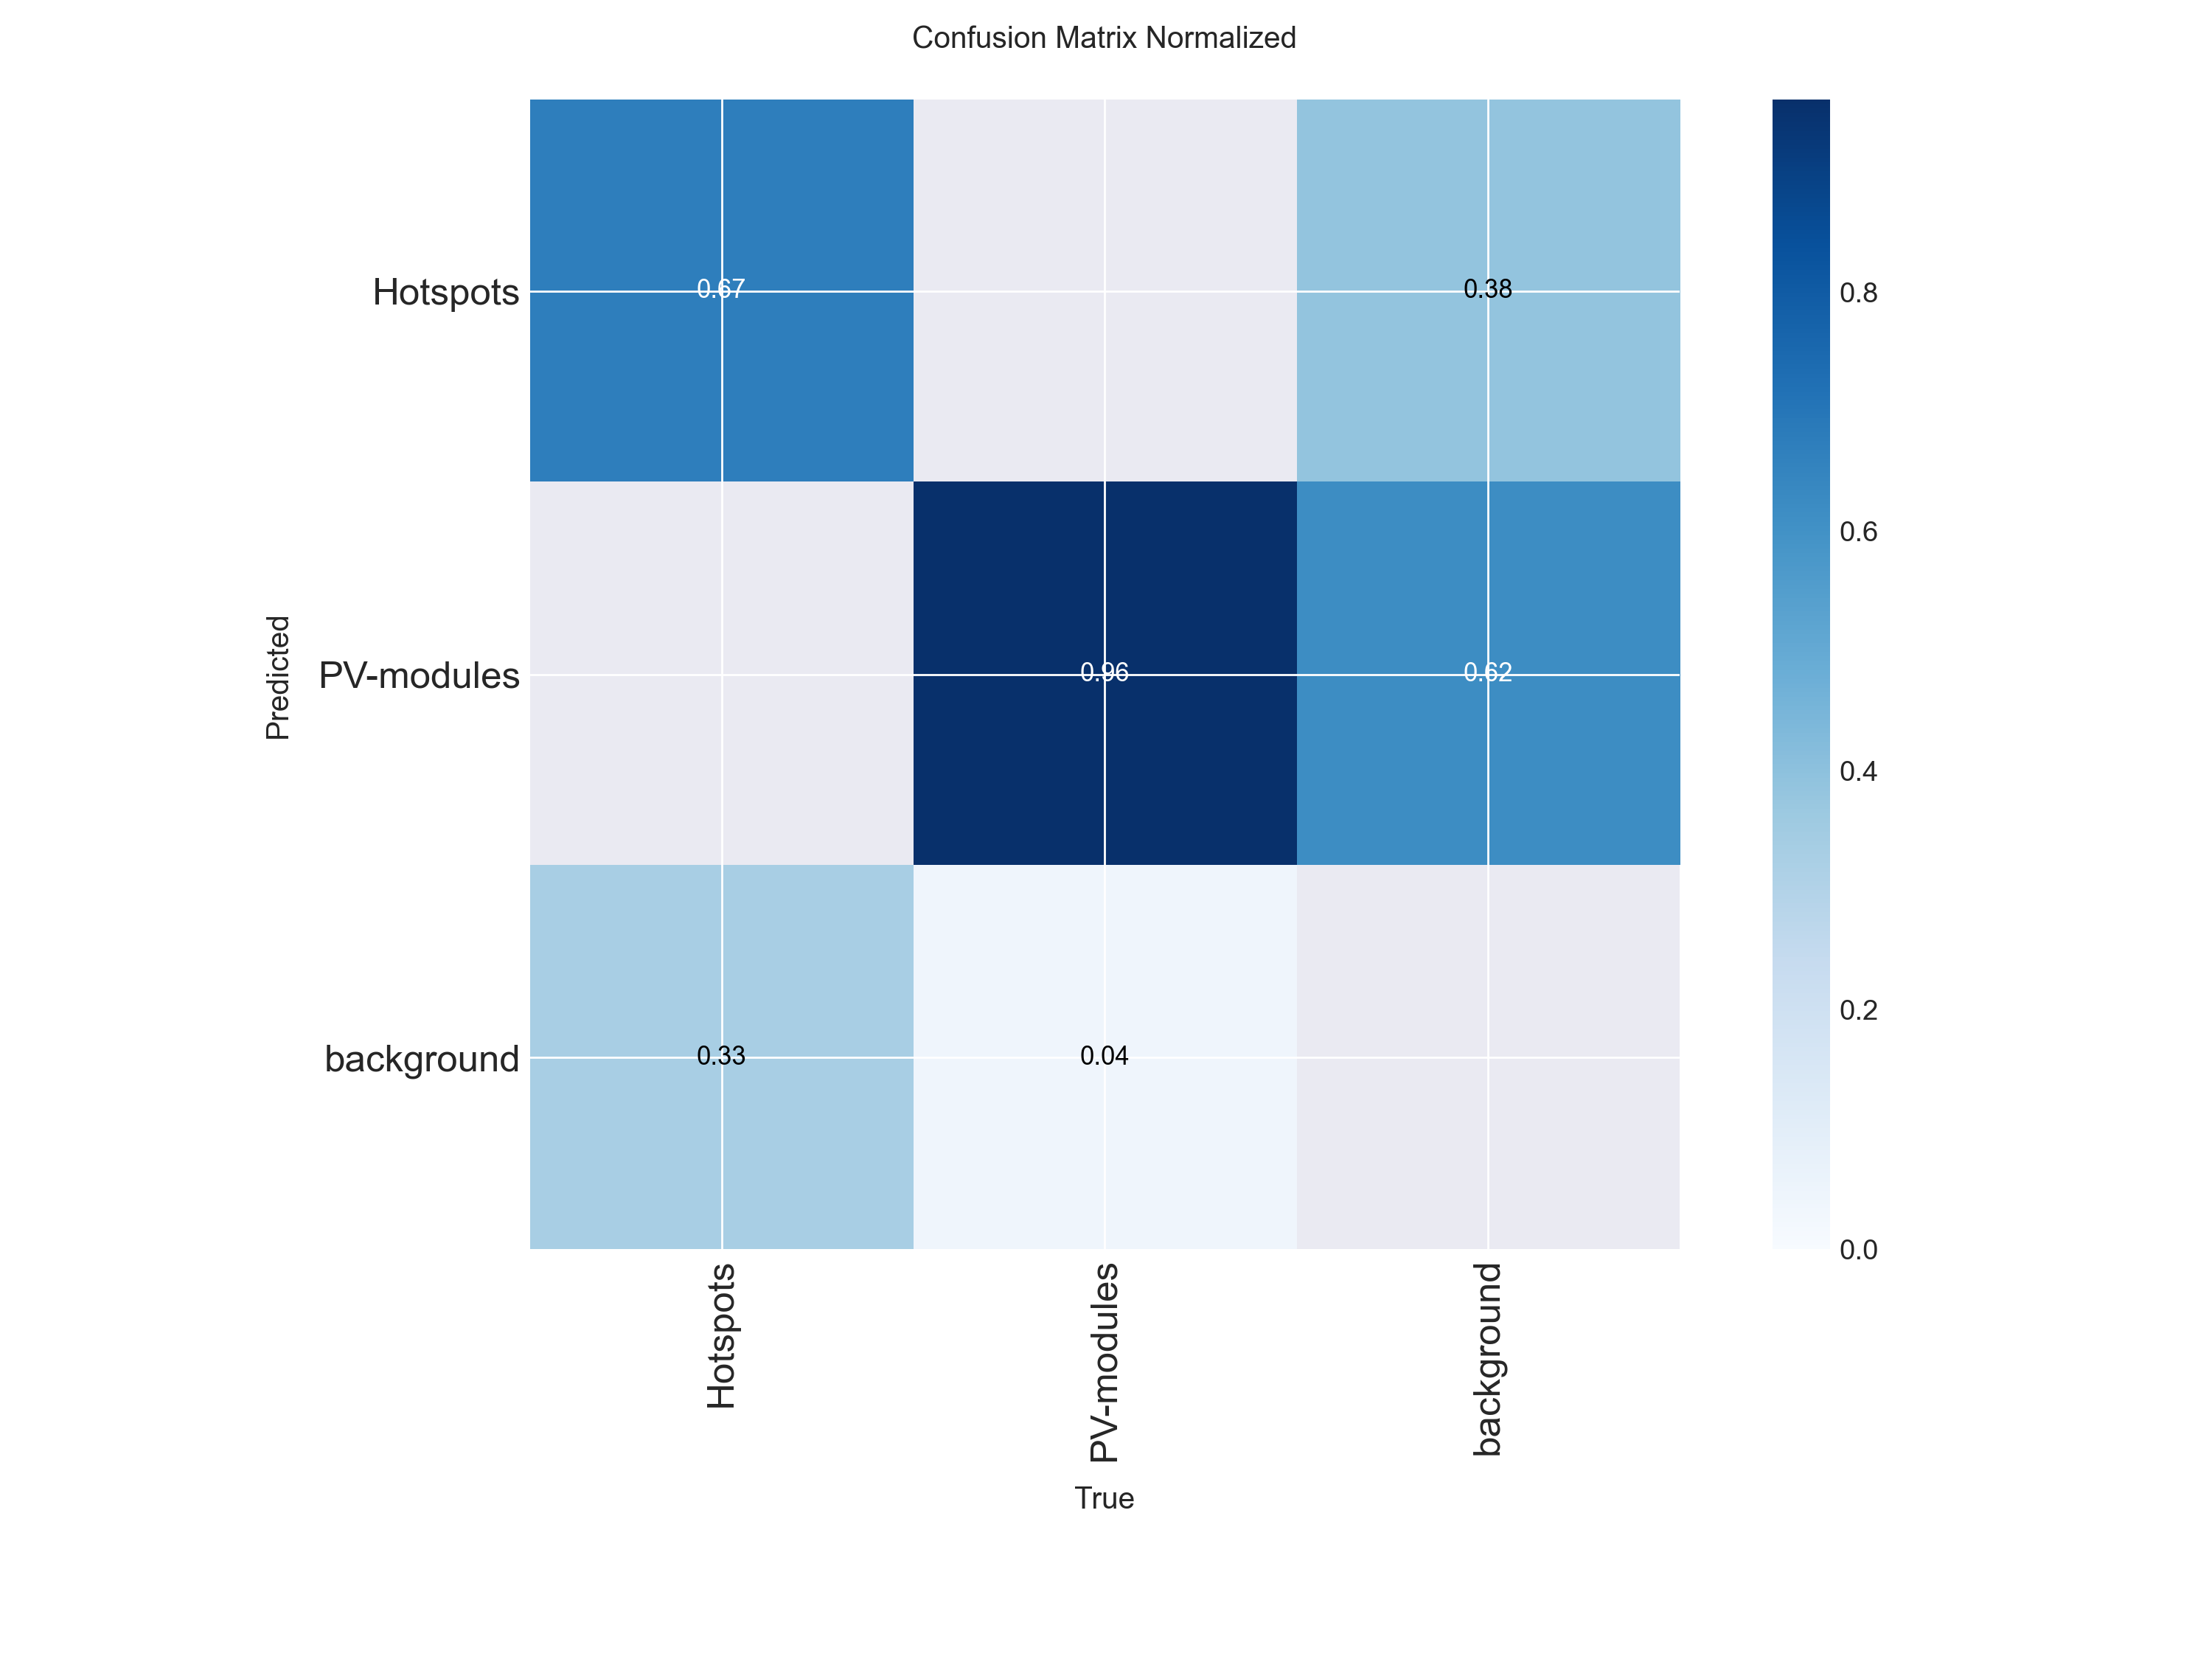 Confusion Matrix Normalized
Hotspots
0.67
0.38
0.8
0.6
Predicted
PV-modules
0.96
0.62
0.4
0.2
background
0.33
0.04
0.0
Hotspots
PV-modules
background
True